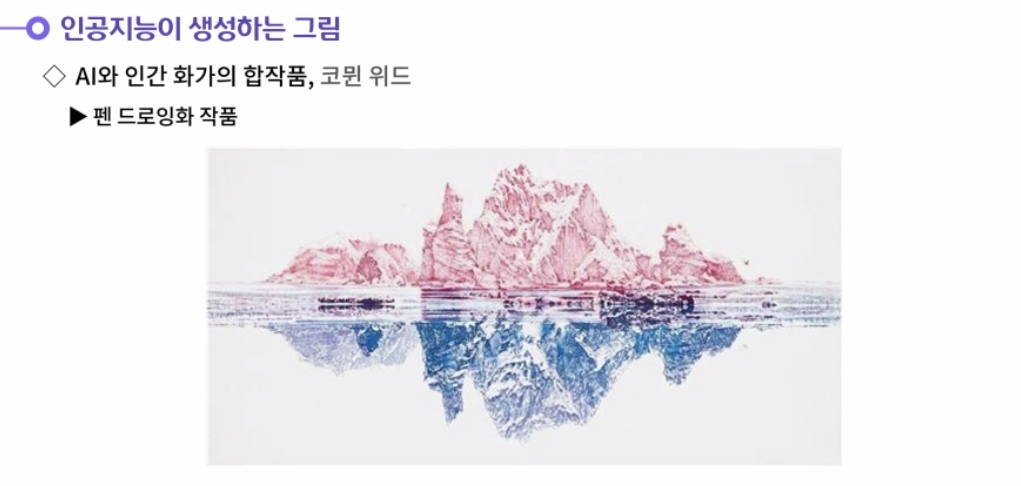 인공지능이 생성하는 그림
◇ AI와 인간 화가의 합작품, 코뮌 위드
▶ 펜 드로잉화 작품